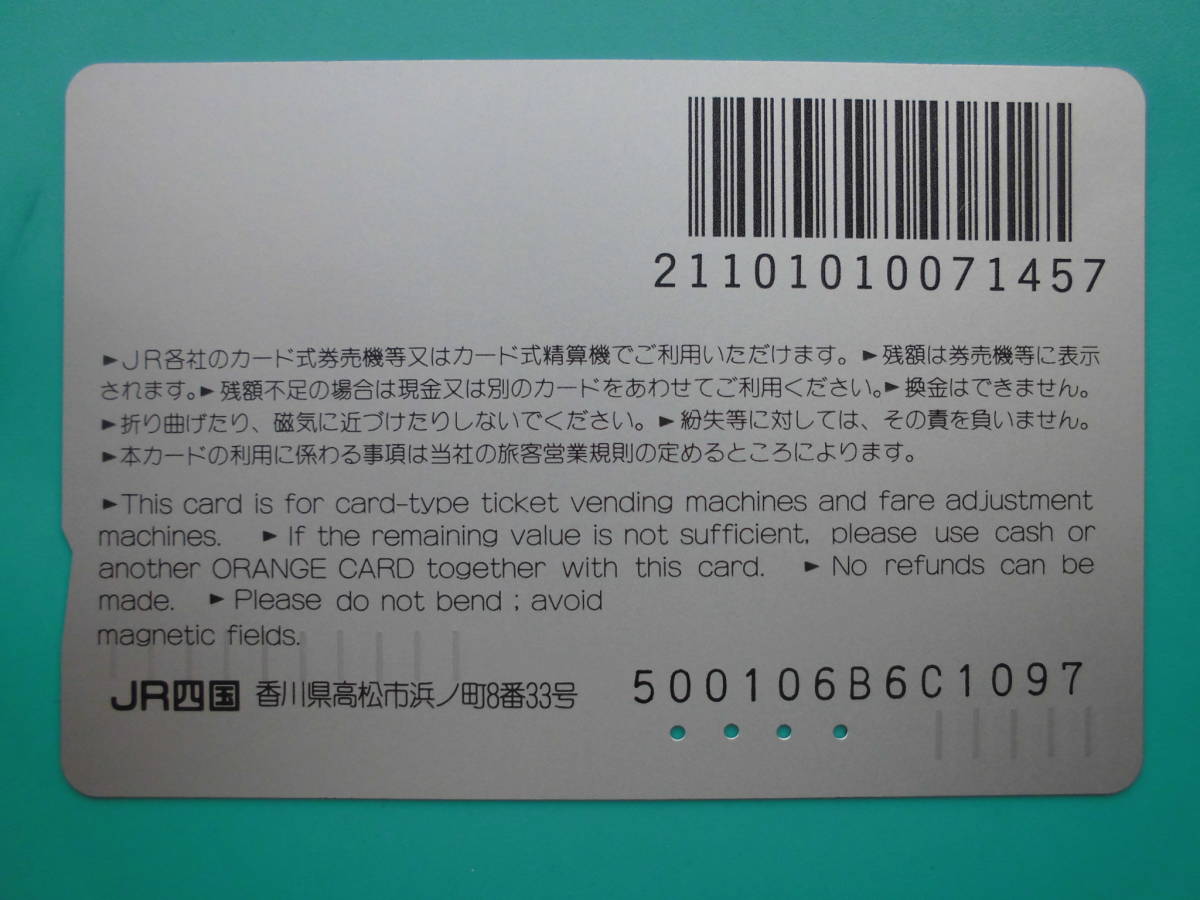 21101010071457
►JR各社のカード式券売機等又はカード式精算機でご利用いただけます。►残額は券売機等に表示
されます。►残額不足の場合は現金又は別のカードをあわせてご利用ください。►換金はできません。
►折り曲げたり、磁気に近づけたりしないでください。►紛失等に対しては、その責を負いません。
►本カードの利用に係わる事項は当社の旅客営業規則の定めるところによります。
►This card is for card-type ticket vending machines and fare adjustment
machines. ►If the remaining value is not sufficient, please use cash or
another ORANGE CARD together with this card. ►No refunds can be
made. ►Please do not bend ; avoid
magnetic fields.
JR四国 香川県高松市浜ノ町8番33号 500106B6C1097